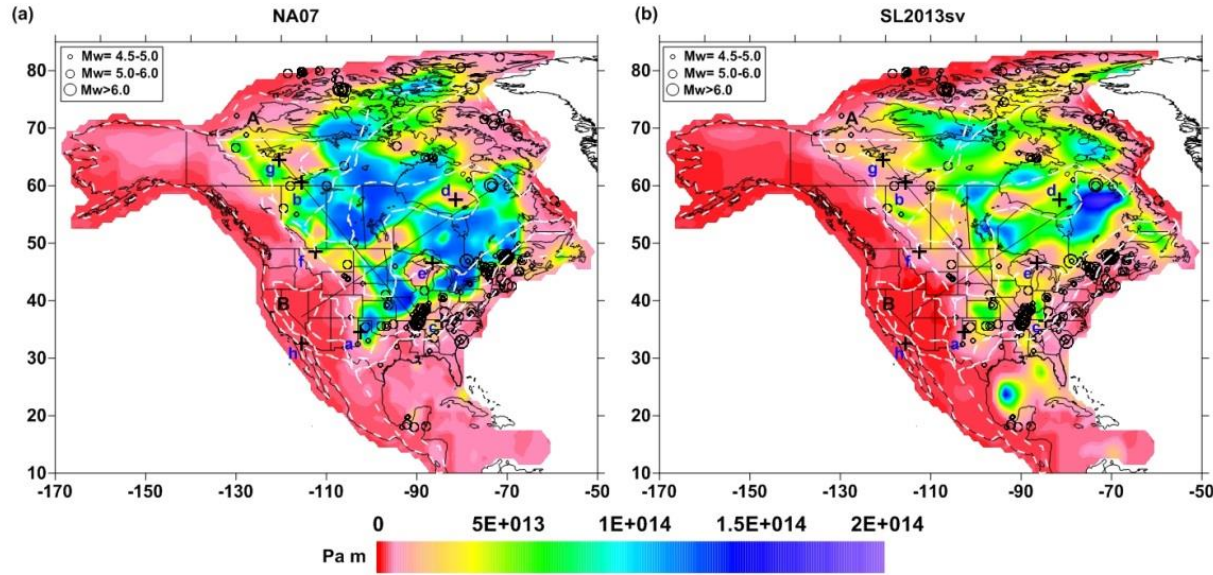 (a)
NA07
(b)
SL2013sv
Mw= 4.5-5.0
Mw= 5.0-6.0
Mw>6.0
Mw= 4.5-5.0
Mw= 5.0-6.0
Mw>6.0
80
70
60
50
40
30
20
10
A
g
b
d
f
e
B
c
a
h
-170
-150
-130
-110
-90
-70
-50
80
70
60
50
40
30
20
10
A
g
b
d
f
e
B
c
a
h
-170
-150
-130
-110
-90
-70
-50
0
5E+013
1E+014
1.5E+014
2E+014
Pa m